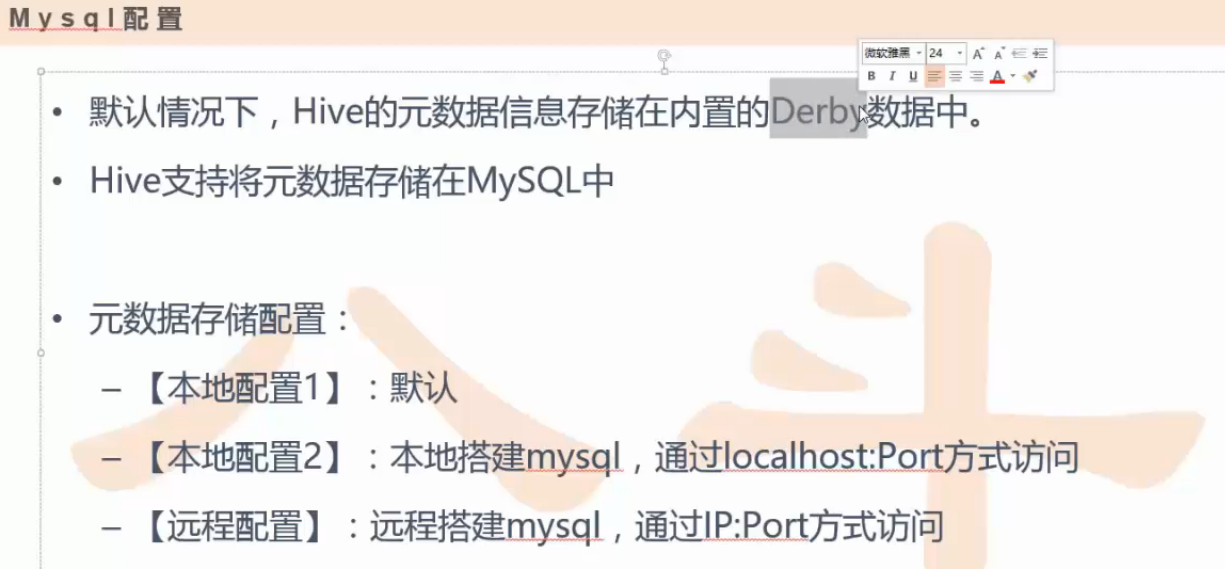 Mysql配置
微软雅黑 24 A A
B I U A
• 默认情况下，Hive的元数据信息存储在内置的Derby数据中。
• Hive支持将元数据存储在MySQL中
• 元数据存储配置：
– 【本地配置1】：默认
– 【本地配置2】：本地搭建mysql，通过localhost:Port方式访问
– 【远程配置】：远程搭建mysql，通过IP:Port方式访问
八斗